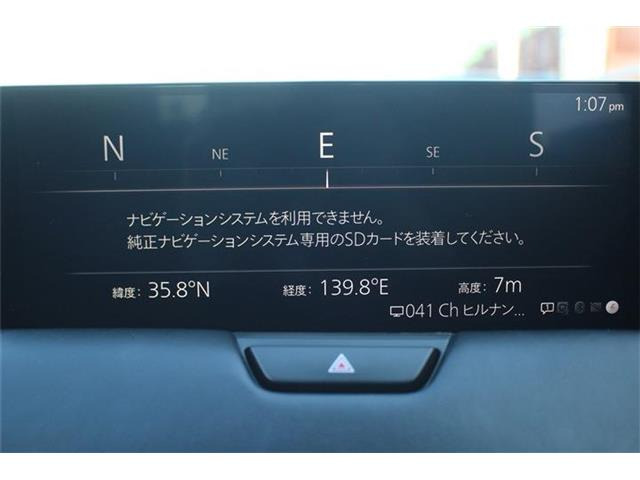 1:07 pm
N NE E SE S
ナビゲーションシステムを利用できません。
純正ナビゲーションシステム専用のSDカードを装着してください。
緯度: 35.8°N 経度: 139.8°E 高度: 7m
041 Ch ヒルナン...